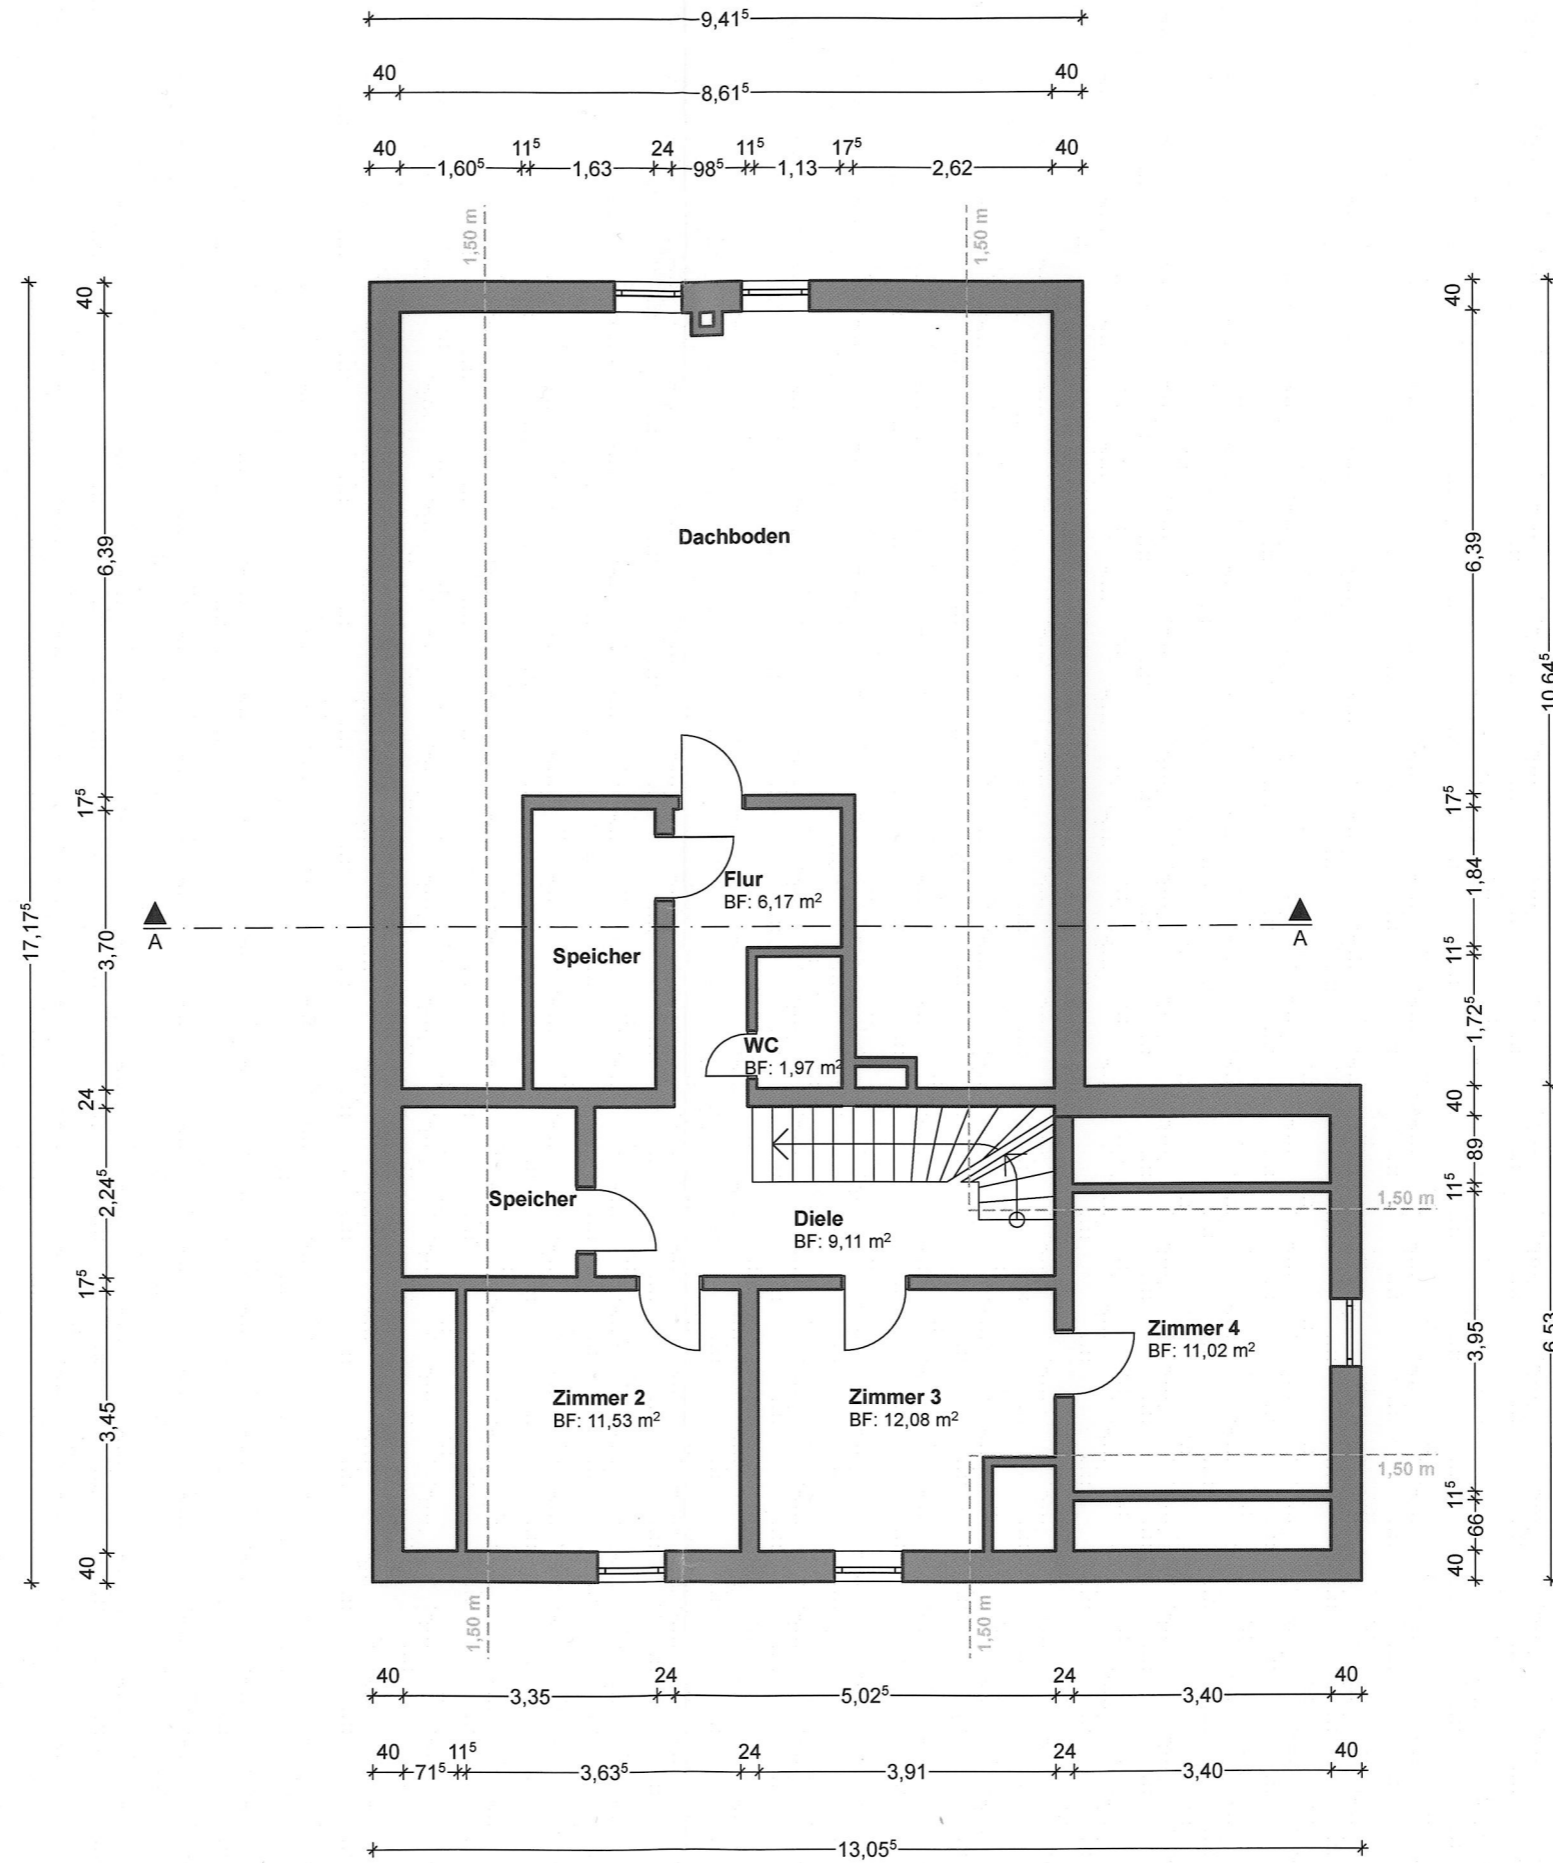 9,41⁵
40 8,61⁵ 40
40 1,60⁵ 11⁵ 1,63 24 98⁵ 11⁵ 1,13 17⁵ 2,62 40
1,50 m
1,50 m
40
6,39
17⁵
3,70
24
2,24⁵
17⁵
3,45
40
17,17⁵
40
6,39
17⁵
1,84
11⁵
1,72⁵
40
89
11⁵
3,95
11⁵
66
40
10,64⁵
6,53
Dachboden
Flur
BF: 6,17 m²
A
A
Speicher
WC
BF: 1,97 m²
Speicher
Diele
BF: 9,11 m²
1,50 m
Zimmer 4
BF: 11,02 m²
Zimmer 2
BF: 11,53 m²
Zimmer 3
BF: 12,08 m²
1,50 m
1,50 m
1,50 m
40 3,35 24 5,02⁵ 24 3,40 40
40 71⁵ 11⁵ 3,63⁵ 24 3,91 24 3,40 40
13,05⁵